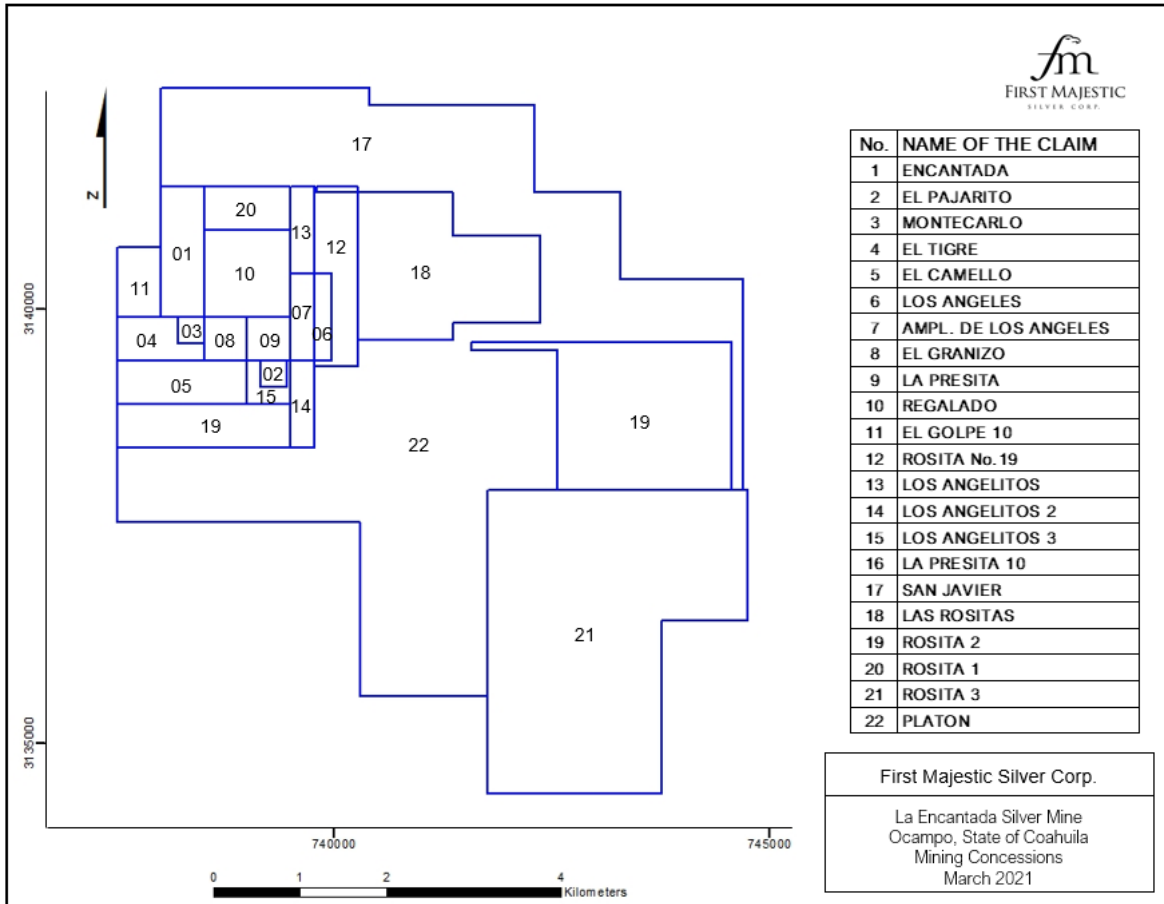 fm
FIRST MAJESTIC
SILVER CORP.
17
20
13
12
01
10
18
11
07
03
06
04
08
09
02
05
15
14
19
19
22
21
N
3140000
3135000
740000
745000
0 1 2 4
Kilometers
No. NAME OF THE CLAIM
1 ENCANTADA
2 EL PAJARITO
3 MONTECARLO
4 EL TIGRE
5 EL CAMELLO
6 LOS ANGELES
7 AMPL. DE LOS ANGELES
8 EL GRANIZO
9 LA PRESITA
10 REGALADO
11 EL GOLPE 10
12 ROSITA No. 19
13 LOS ANGELITOS
14 LOS ANGELITOS 2
15 LOS ANGELITOS 3
16 LA PRESITA 10
17 SAN JAVIER
18 LAS ROSITAS
19 ROSITA 2
20 ROSITA 1
21 ROSITA 3
22 PLATON
First Majestic Silver Corp.
La Encantada Silver Mine
Ocampo, State of Coahuila
Mining Concessions
March 2021